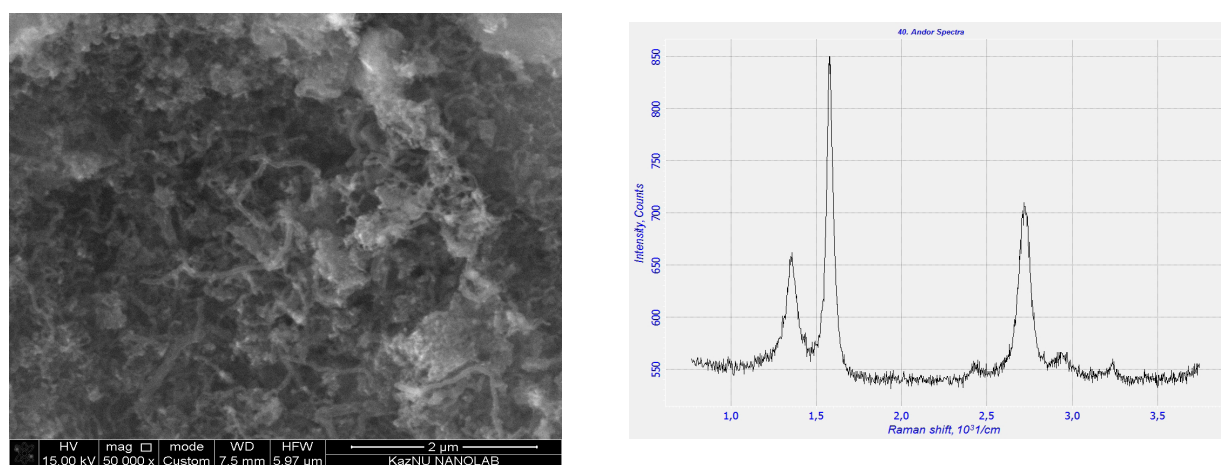 HV mag mode WD HFW 2 µm
15.00 kV 50 000 x Custom 7.5 mm 5.97 µm KazNU NANOLAB
40. Andor Spectra
Intensity, Counts
850
800
750
700
650
600
550
1,0 1,5 2,0 2,5 3,0 3,5
Raman shift, 10³1/cm